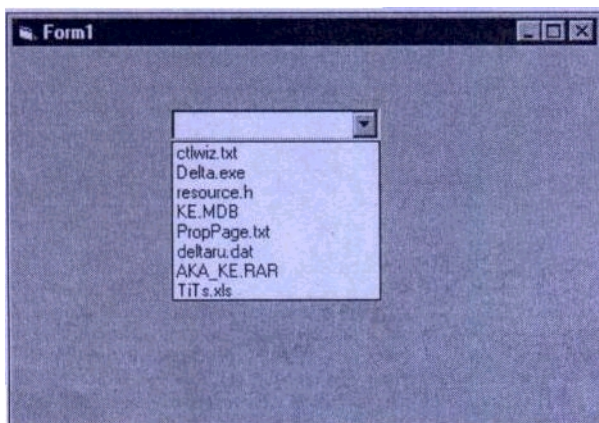 Form1
ctlwiz.txt
Delta.exe
resource.h
KE.MDB
PropPage.txt
deltaru.dat
AKA_KE.RAR
TiTs.xls